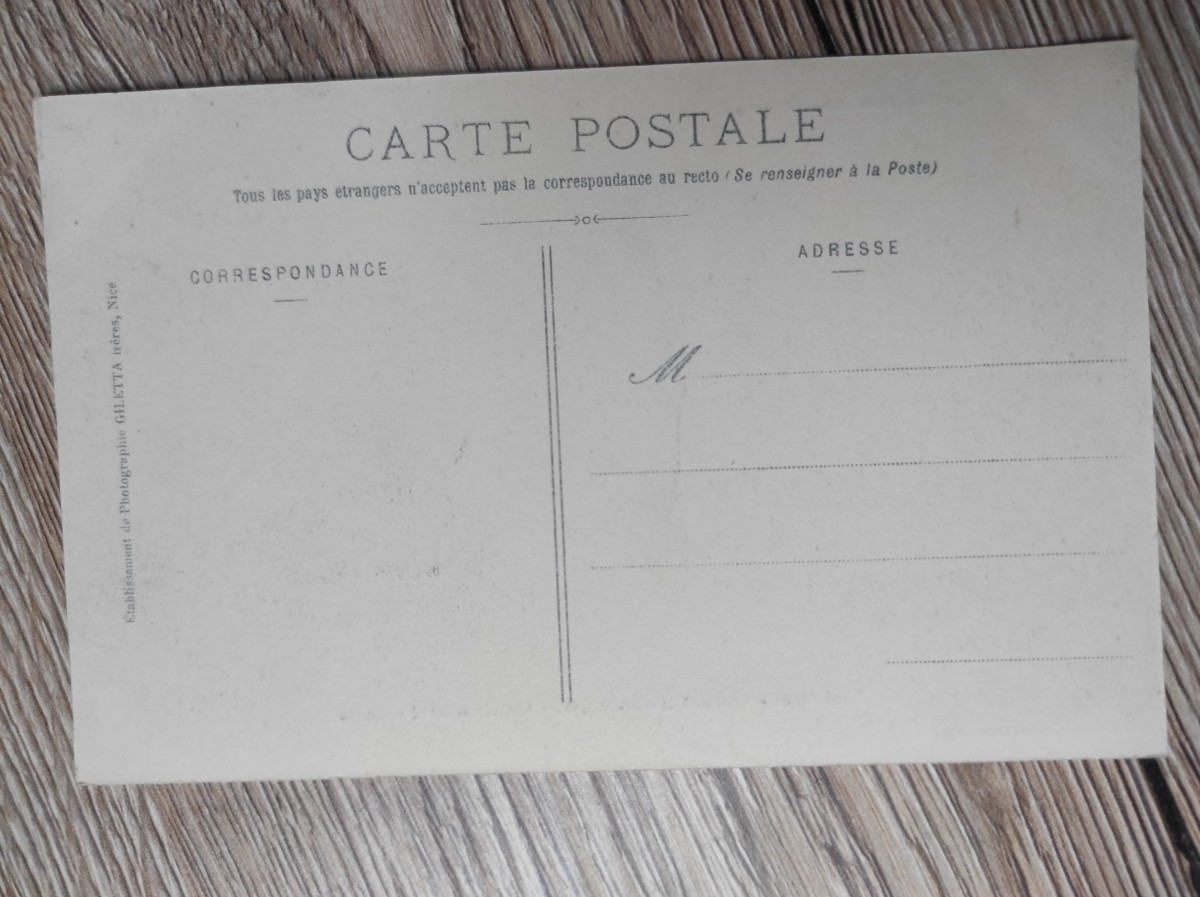 CARTE POSTALE
Tous les pays étrangers n'acceptent pas la correspondance au recto (Se renseigner à la Poste)
CORRESPONDANCE
ADRESSE
M
Etablissement de Photographie GILETTA frères, Nice